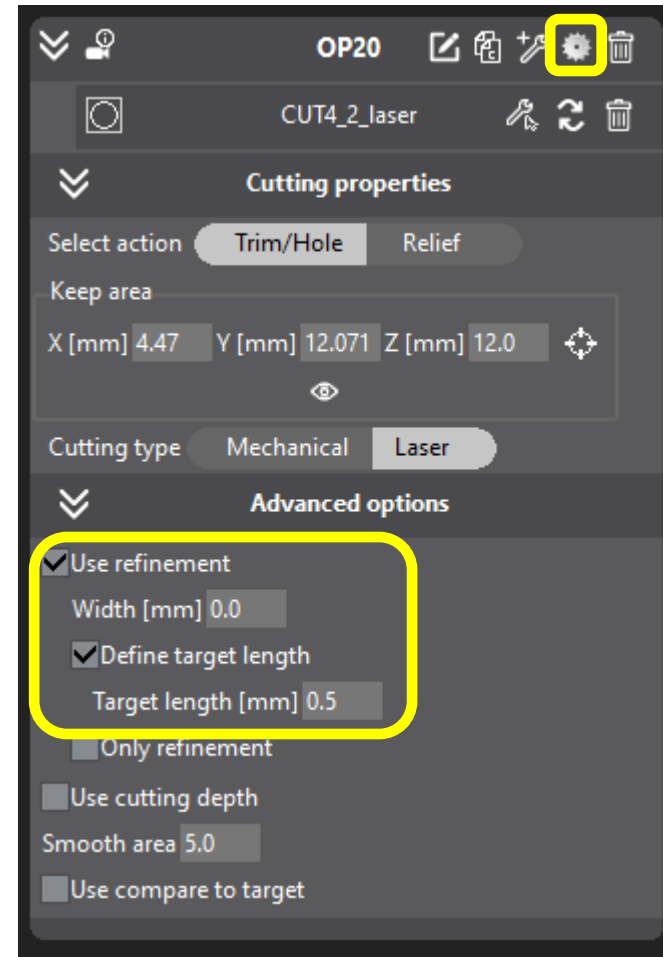 OP20
CUT4_2_laser
Cutting properties
Select action Trim/Hole Relief
Keep area
X [mm] 4.47 Y [mm] 12.071 Z [mm] 12.0
Cutting type Mechanical Laser
Advanced options
Use refinement
Width [mm] 0.0
Define target length
Target length [mm] 0.5
Only refinement
Use cutting depth
Smooth area 5.0
Use compare to target